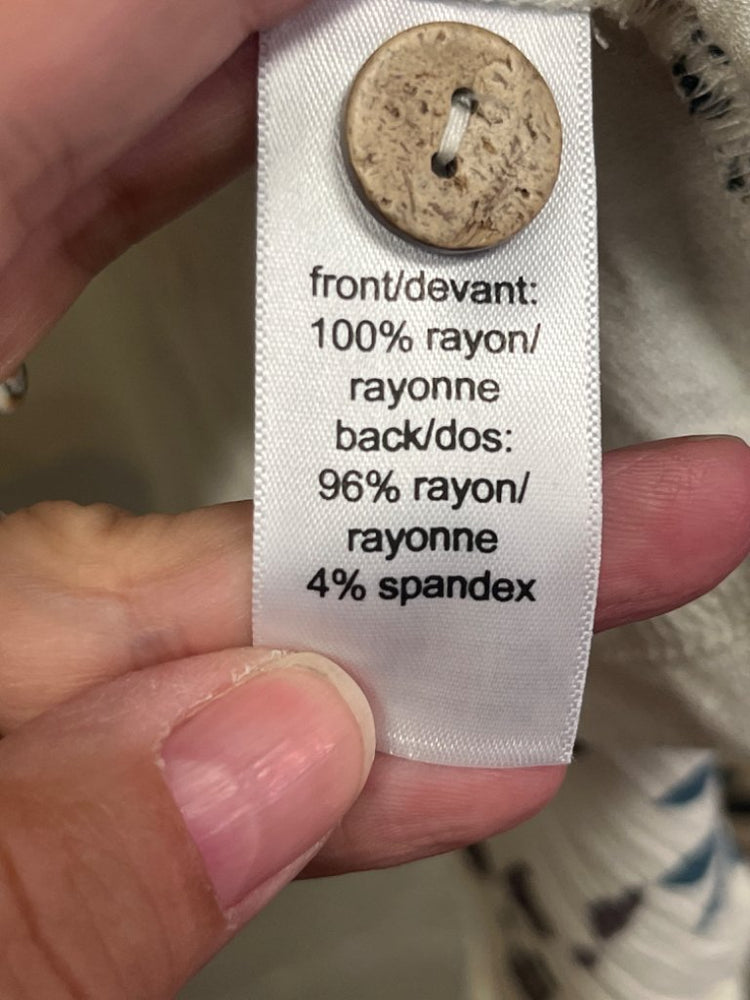 front/devant:
100% rayon/
rayonne
back/dos:
96% rayon/
rayonne
4% spandex